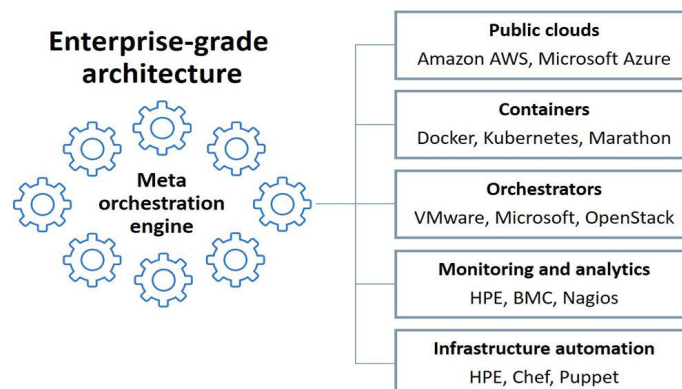 Enterprise-grade
architecture
Meta
orchestration
engine
Public clouds
Amazon AWS, Microsoft Azure
Containers
Docker, Kubernetes, Marathon
Orchestrators
VMware, Microsoft, OpenStack
Monitoring and analytics
HPE, BMC, Nagios
Infrastructure automation
HPE, Chef, Puppet